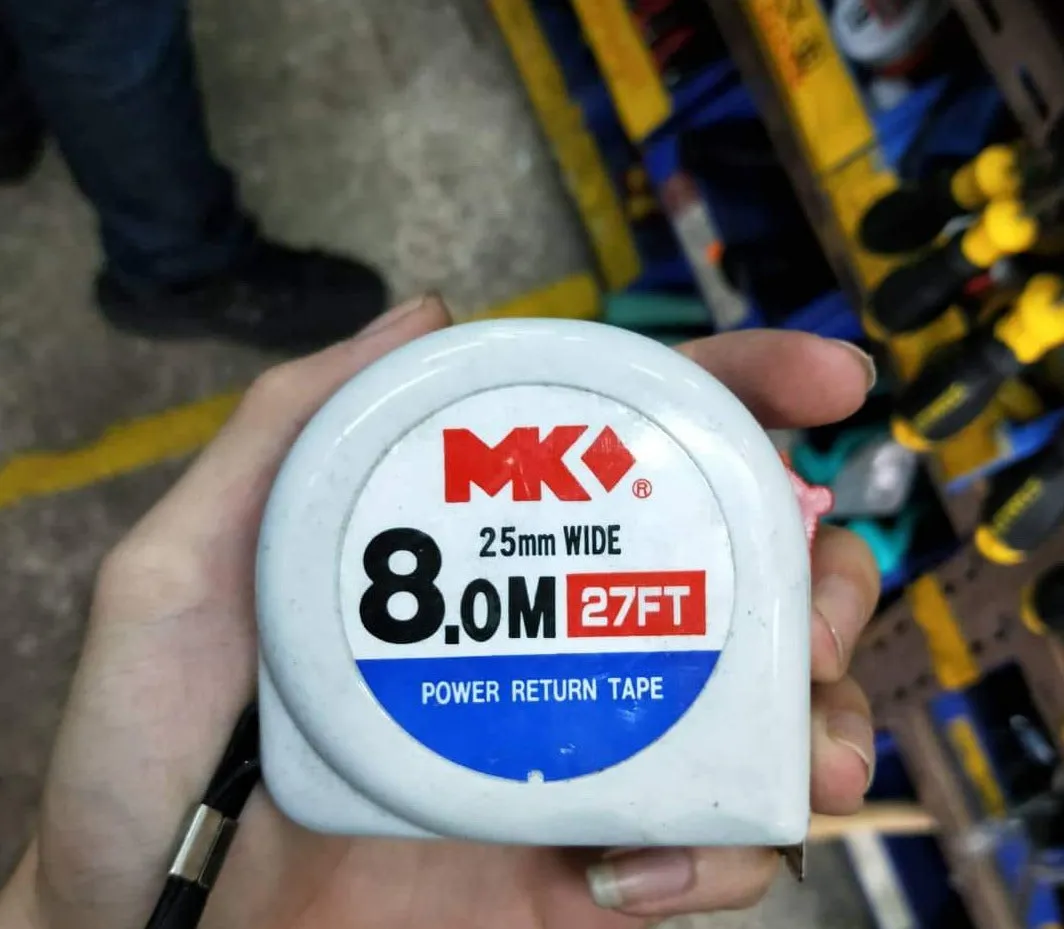 MK
®
25mm WIDE
8.0M 27FT
POWER RETURN TAPE